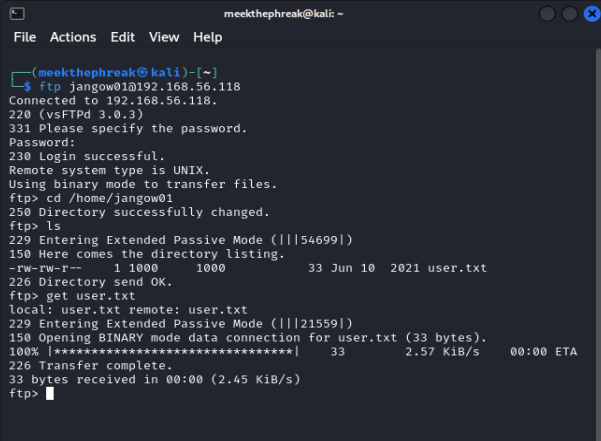 meekthephreak@kali: ~
File Actions Edit View Help
┌──(meekthephreak㉿kali)-[~]
└─$ ftp jangow01@192.168.56.118
Connected to 192.168.56.118.
220 (vsFTPd 3.0.3)
331 Please specify the password.
Password:
230 Login successful.
Remote system type is UNIX.
Using binary mode to transfer files.
ftp> cd /home/jangow01
250 Directory successfully changed.
ftp> ls
229 Entering Extended Passive Mode (|||54699|)
150 Here comes the directory listing.
-rw-rw-r--    1 1000     1000           33 Jun 10  2021 user.txt
226 Directory send OK.
ftp> get user.txt
local: user.txt remote: user.txt
229 Entering Extended Passive Mode (|||21559|)
150 Opening BINARY mode data connection for user.txt (33 bytes).
100% |********************************|    33        2.57 KiB/s    00:00 ETA
226 Transfer complete.
33 bytes received in 00:00 (2.45 KiB/s)
ftp>